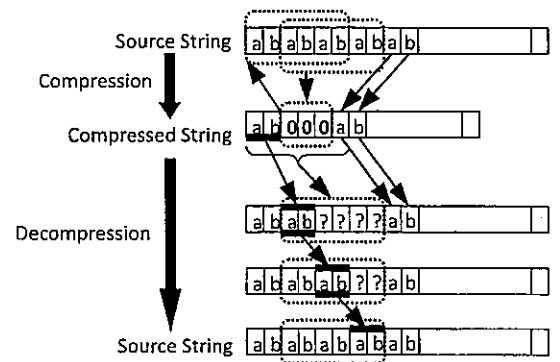 Source String a b a b a b a b a b
Compression
Compressed String a b 0 0 0 a b
a b a b ? ? ? ? a b
Decompression
a b a b a b ? ? a b
Source String a b a b a b a b a b